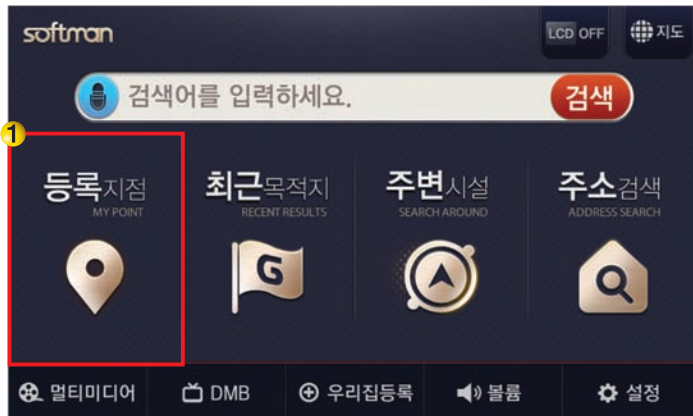 softman
LCD OFF
지도
검색어를 입력하세요.
검색
1
등록지점
MY POINT
최근목적지
RECENT RESULTS
G
주변시설
SEARCH AROUND
주소검색
ADDRESS SEARCH
멀티미디어
DMB
우리집등록
볼륨
설정